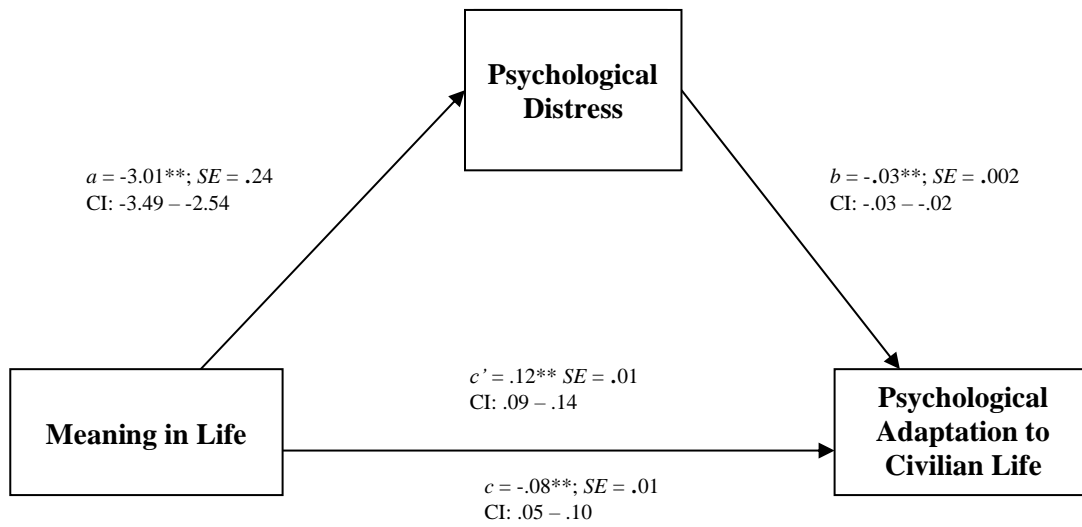 Psychological
Distress
a = -3.01**; SE = .24
CI: -3.49 – -2.54
b = -.03**; SE = .002
CI: -.03 – -.02
c' = .12** SE = .01
CI: .09 – .14
Meaning in Life
Psychological
Adaptation to
Civilian Life
c = -.08**; SE = .01
CI: .05 – .10